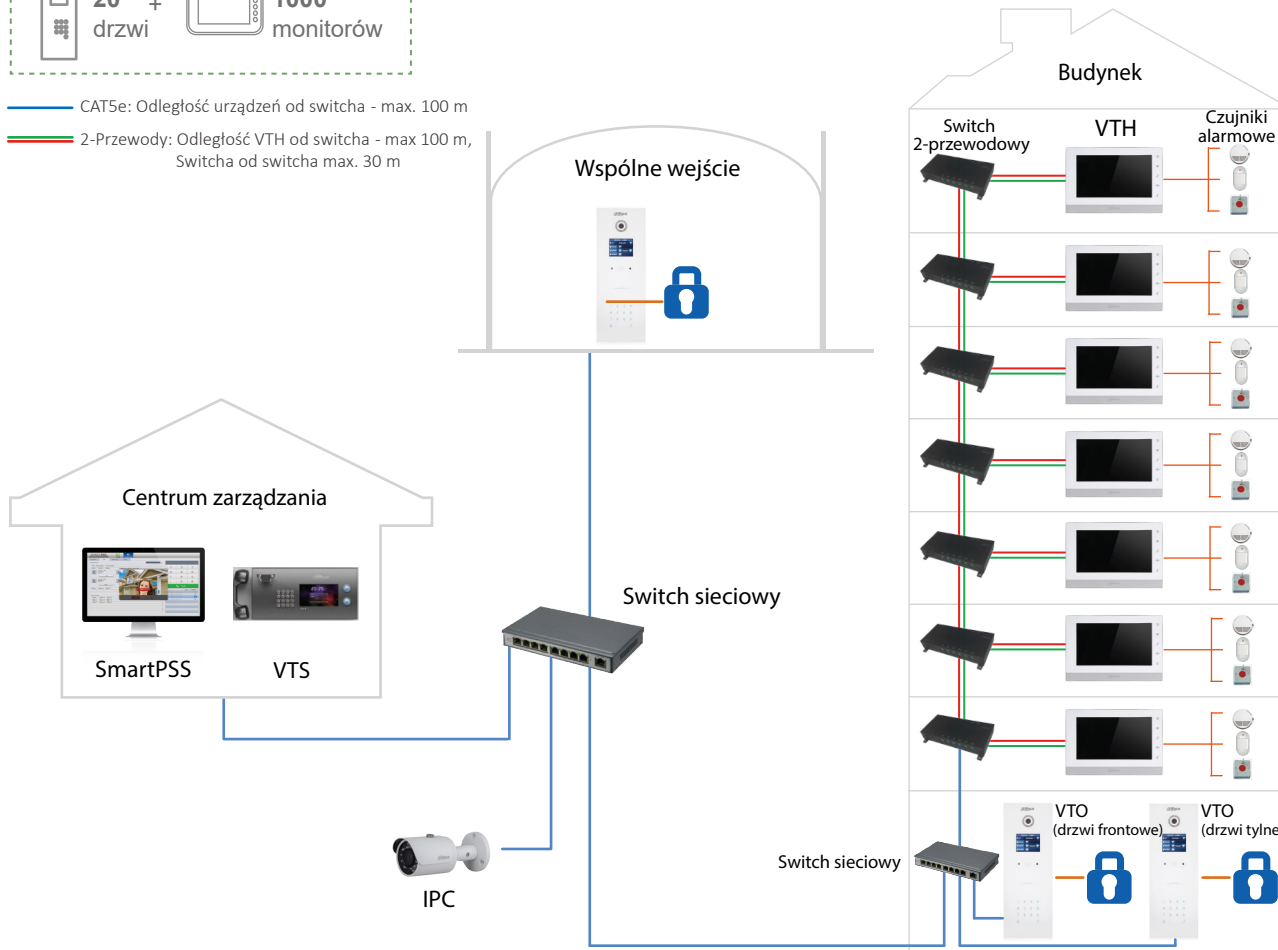 20 + 1000
drzwi monitorów
CAT5e: Odległość urządzeń od switcha - max. 100 m
2-Przewody: Odległość VTH od switcha - max 100 m,
Switcha od switcha max. 30 m
Budynek
Switch
2-przewodowy
VTH
Czujniki
alarmowe
Wspólne wejście
Centrum zarządzania
SmartPSS
VTS
Switch sieciowy
IPC
Switch sieciowy
VTO
(drzwi frontowe)
VTO
(drzwi tylne